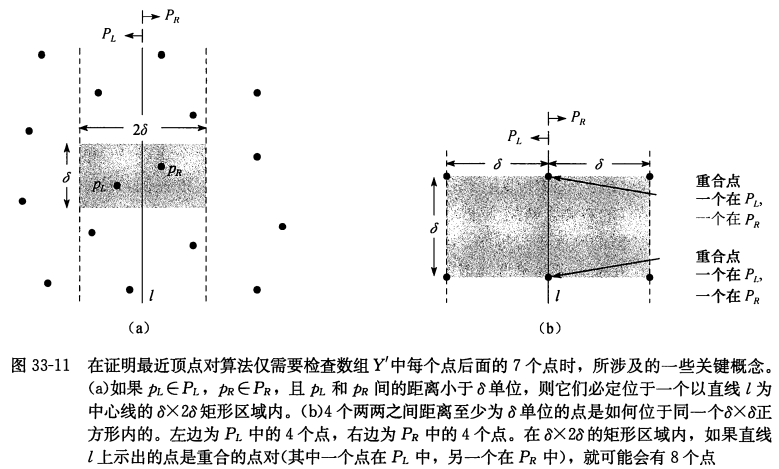 P_R
P_L
2δ
δ
p_L
p_R
l
(a)
P_R
P_L
δ
δ
δ
l
(b)
重合点
一个在 P_L,
一个在 P_R
重合点
一个在 P_L,
一个在 P_R
图 33-11 在证明最近顶点对算法仅需要检查数组 Y′中每个点后面的 7 个点时，所涉及的一些关键概念。
(a)如果 p_L∈P_L，p_R∈P_R，且 p_L 和 p_R 间的距离小于 δ 单位，则它们必定位于一个以直线 l 为
中心线的 δ×2δ 矩形区域内。(b)4 个两两之间距离至少为 δ 单位的点是如何位于同一个 δ×δ 正
方形内的。左边为 P_L 中的 4 个点，右边为 P_R 中的 4 个点。在 δ×2δ 的矩形区域内，如果直线
l 上示出的点是重合的点对(其中一个点在 P_L 中，另一个在 P_R 中)，就可能会有 8 个点